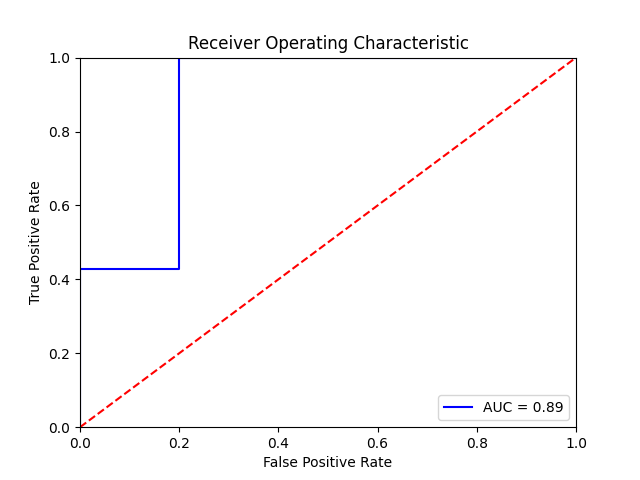 Receiver Operating Characteristic
1.0
0.8
0.6
0.4
0.2
0.0
True Positive Rate
AUC = 0.89
0.0 0.2 0.4 0.6 0.8 1.0
False Positive Rate